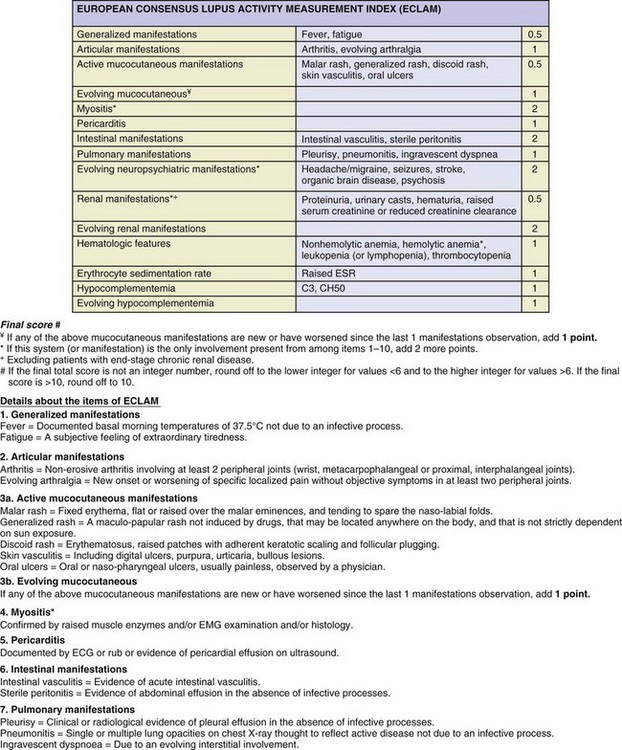 EUROPEAN CONSENSUS LUPUS ACTIVITY MEASUREMENT INDEX (ECLAM)
Generalized manifestations Fever, fatigue 0.5
Articular manifestations Arthritis, evolving arthralgia 1
Active mucocutaneous manifestations Malar rash, generalized rash, discoid rash, 0.5
skin vasculitis, oral ulcers
Evolving mucocutaneous¥ 1
Myositis* 2
Pericarditis 1
Intestinal manifestations Intestinal vasculitis, sterile peritonitis 2
Pulmonary manifestations Pleurisy, pneumonitis, ingravescent dyspnea 1
Evolving neuropsychiatric manifestations* Headache/migraine, seizures, stroke, 2
organic brain disease, psychosis
Renal manifestations*+ Proteinuria, urinary casts, hematuria, raised 0.5
serum creatinine or reduced creatinine clearance
Evolving renal manifestations 2
Hematologic features Nonhemolytic anemia, hemolytic anemia*, 1
leukopenia (or lymphopenia), thrombocytopenia
Erythrocyte sedimentation rate Raised ESR 1
Hypocomplementemia C3, CH50 1
Evolving hypocomplementemia 1
Final score #
¥ If any of the above mucocutaneous manifestations are new or have worsened since the last 1 manifestations observation, add 1 point.
* If this system (or manifestation) is the only involvement present from among items 1–10, add 2 more points.
+ Excluding patients with end-stage chronic renal disease.
# If the final total score is not an integer number, round off to the lower integer for values <6 and to the higher integer for values >6. If the final
score is >10, round off to 10.
Details about the items of ECLAM
1. Generalized manifestations
Fever = Documented basal morning temperatures of 37.5°C not due to an infective process.
Fatigue = A subjective feeling of extraordinary tiredness.
2. Articular manifestations
Arthritis = Non-erosive arthritis involving at least 2 peripheral joints (wrist, metacarpophalangeal or proximal, interphalangeal joints).
Evolving arthralgia = New onset or worsening of specific localized pain without objective symptoms in at least two peripheral joints.
3a. Active mucocutaneous manifestations
Malar rash = Fixed erythema, flat or raised over the malar eminences, and tending to spare the naso-labial folds.
Generalized rash = A maculo-papular rash not induced by drugs, that may be located anywhere on the body, and that is not strictly dependent
on sun exposure.
Discoid rash = Erythematosus, raised patches with adherent keratotic scaling and follicular plugging.
Skin vasculitis = Including digital ulcers, purpura, urticaria, bullous lesions.
Oral ulcers = Oral or naso-pharyngeal ulcers, usually painless, observed by a physician.
3b. Evolving mucocutaneous
If any of the above mucocutaneous manifestations are new or have worsened since the last 1 manifestations observation, add 1 point.
4. Myositis*
Confirmed by raised muscle enzymes and/or EMG examination and/or histology.
5. Pericarditis
Documented by ECG or rub or evidence of pericardial effusion on ultrasound.
6. Intestinal manifestations
Intestinal vasculitis = Evidence of acute intestinal vasculitis.
Sterile peritonitis = Evidence of abdominal effusion in the absence of infective processes.
7. Pulmonary manifestations
Pleurisy = Clinical or radiological evidence of pleural effusion in the absence of infective processes.
Pneumonitis = Single or multiple lung opacities on chest X-ray thought to reflect active disease not due to an infective process.
Ingravescent dyspnoea = Due to an evolving interstitial involvement.